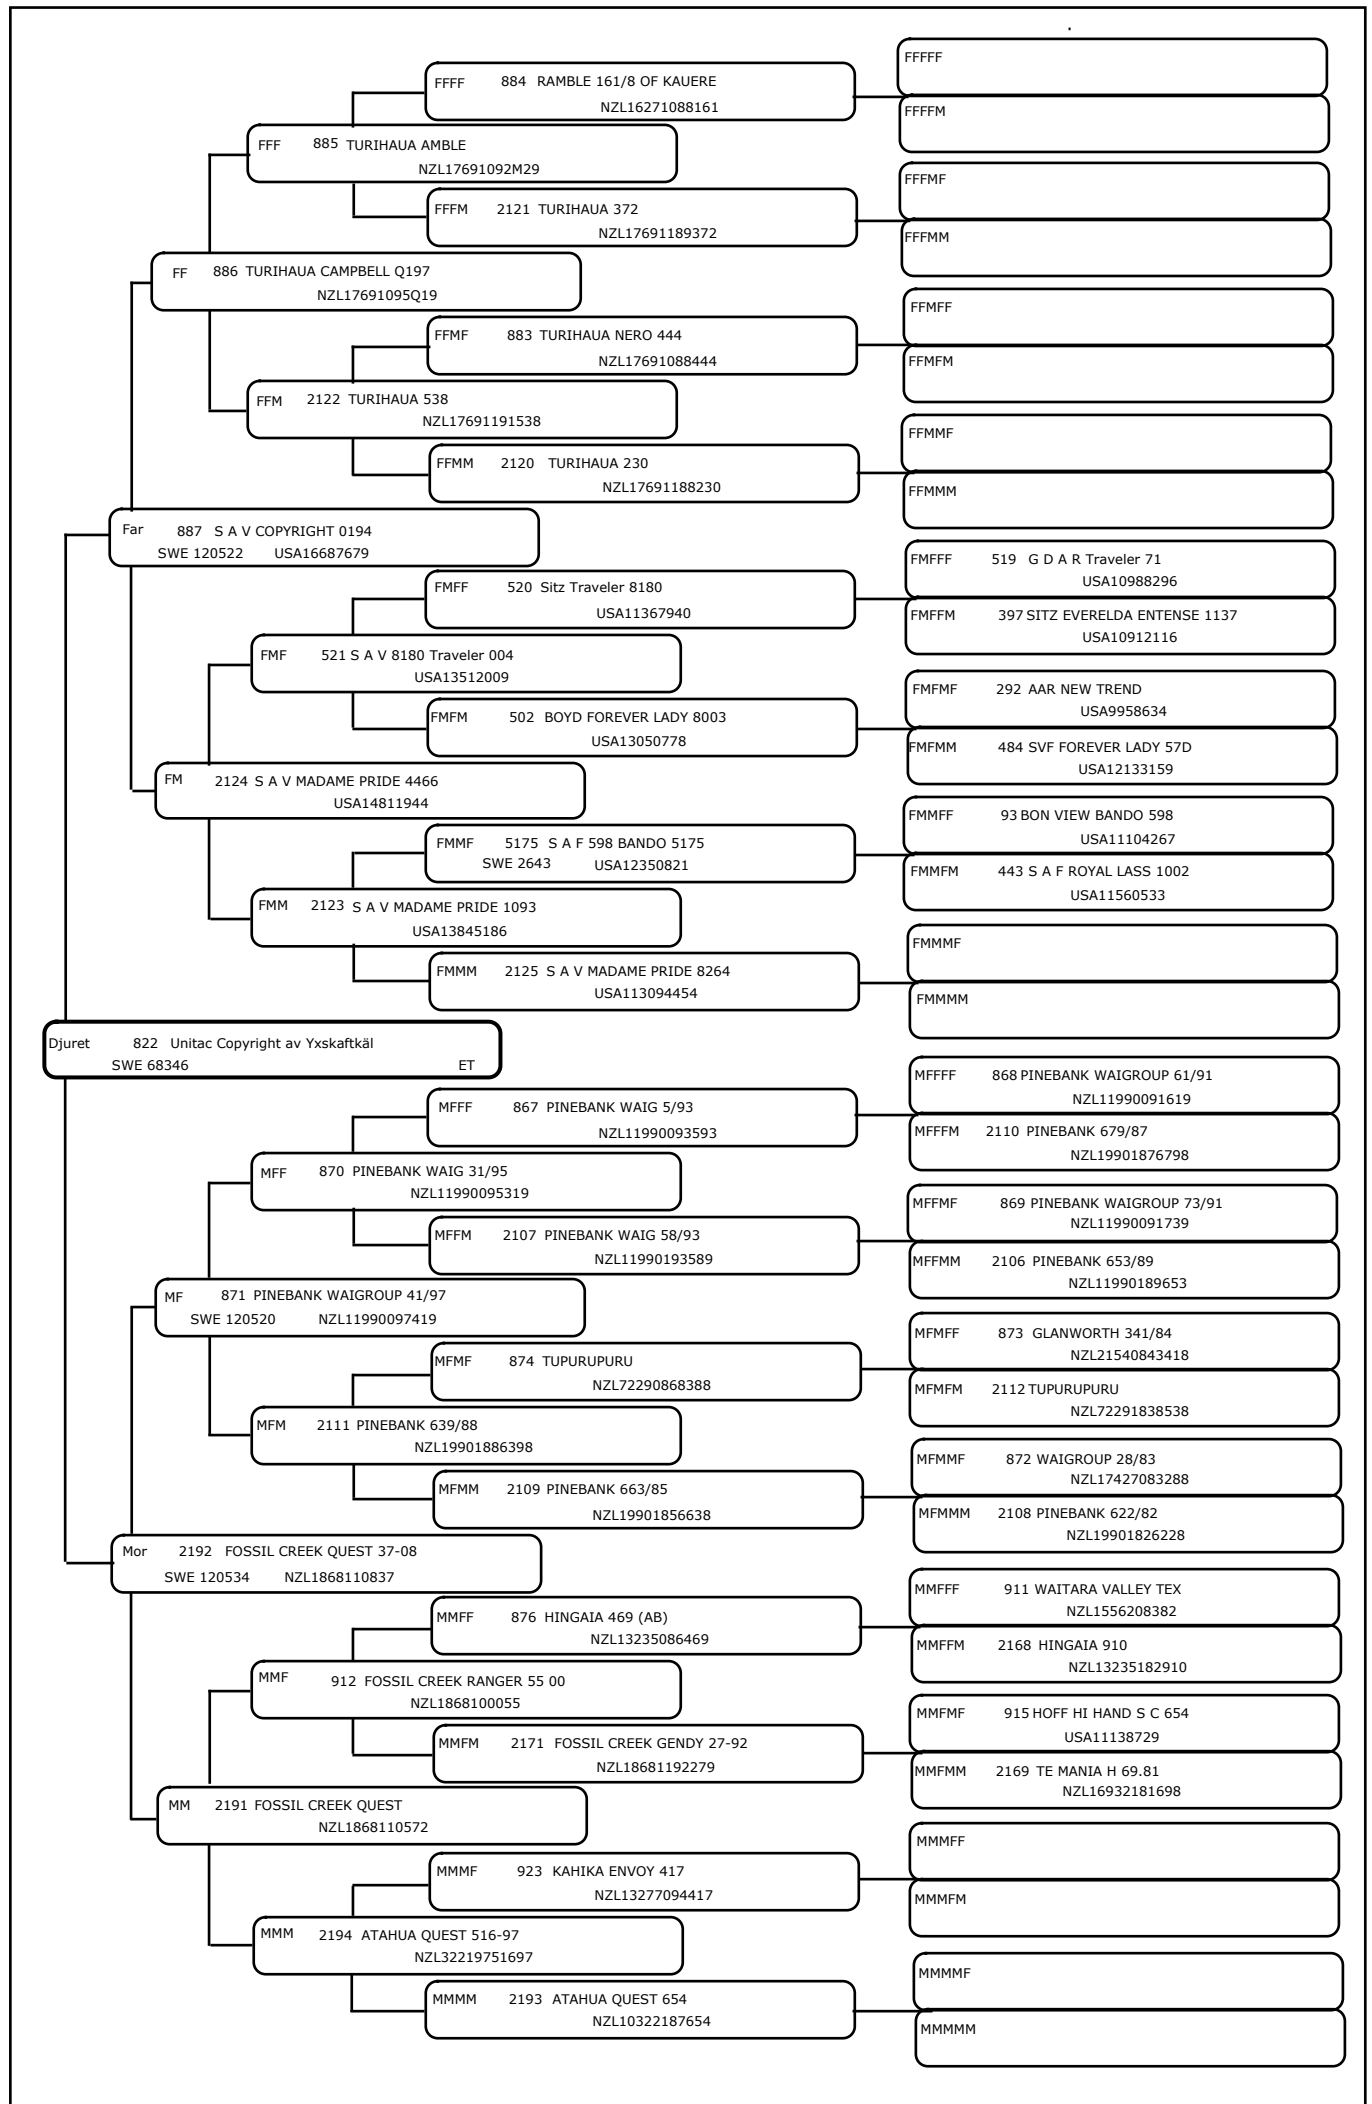 FFFFF
FFFF 884 RAMBLE 161/8 OF KAUERE
NZL16271088161
FFFFM
FFF 885 TURIHAUA AMBLE
NZL17691092M29
FFFMF
FFFM 2121 TURIHAUA 372
NZL17691189372
FFFMM
FF 886 TURIHAUA CAMPBELL Q197
NZL17691095Q19
FFMFF
FFMF 883 TURIHAUA NERO 444
NZL17691088444
FFMFM
FFM 2122 TURIHAUA 538
NZL17691191538
FFMMF
FFMM 2120 TURIHAUA 230
NZL17691188230
FFMMM
Far 887 S A V COPYRIGHT 0194
SWE 120522 USA16687679
FMFFF 519 G D A R Traveler 71
USA10988296
FMFF 520 Sitz Traveler 8180
USA11367940
FMFFM 397 SITZ EVERELDA ENTENSE 1137
USA10912116
FMF 521 S A V 8180 Traveler 004
USA13512009
FMFMF 292 AAR NEW TREND
USA9958634
FMFM 502 BOYD FOREVER LADY 8003
USA13050778
FMFMM 484 SVF FOREVER LADY 57D
USA12133159
FM 2124 S A V MADAME PRIDE 4466
USA14811944
FMMFF 93 BON VIEW BANDO 598
USA11104267
FMMF 5175 S A F 598 BANDO 5175
SWE 2643 USA12350821
FMMFM 443 S A F ROYAL LASS 1002
USA11560533
FMM 2123 S A V MADAME PRIDE 1093
USA13845186
FMMMF
FMMM 2125 S A V MADAME PRIDE 8264
USA113094454
FMMMM
Djuret 822 Unitac Copyright av Yxskaftkäl
SWE 68346 ET
MFFFF 868 PINEBANK WAIGROUP 61/91
NZL11990091619
MFFF 867 PINEBANK WAIG 5/93
NZL11990093593
MFFFM 2110 PINEBANK 679/87
NZL19901876798
MFF 870 PINEBANK WAIG 31/95
NZL11990095319
MFFMF 869 PINEBANK WAIGROUP 73/91
NZL11990091739
MFFM 2107 PINEBANK WAIG 58/93
NZL11990193589
MFFMM 2106 PINEBANK 653/89
NZL11990189653
MF 871 PINEBANK WAIGROUP 41/97
SWE 120520 NZL11990097419
MFMFF 873 GLANWORTH 341/84
NZL21540843418
MFMF 874 TUPURUPURU
NZL72290868388
MFMFM 2112 TUPURUPURU
NZL72291838538
MFM 2111 PINEBANK 639/88
NZL19901886398
MFMMF 872 WAIGROUP 28/83
NZL17427083288
MFMM 2109 PINEBANK 663/85
NZL19901856638
MFMMM 2108 PINEBANK 622/82
NZL19901826228
Mor 2192 FOSSIL CREEK QUEST 37-08
SWE 120534 NZL1868110837
MMFFF 911 WAITARA VALLEY TEX
NZL1556208382
MMFF 876 HINGAIA 469 (AB)
NZL13235086469
MMFFM 2168 HINGAIA 910
NZL13235182910
MMF 912 FOSSIL CREEK RANGER 55 00
NZL1868100055
MMFMF 915 HOFF HI HAND S C 654
USA11138729
MMFM 2171 FOSSIL CREEK GENDY 27-92
NZL18681192279
MMFMM 2169 TE MANIA H 69.81
NZL16932181698
MM 2191 FOSSIL CREEK QUEST
NZL1868110572
MMMFF
MMMF 923 KAHIKA ENVOY 417
NZL13277094417
MMMFM
MMM 2194 ATAHUA QUEST 516-97
NZL32219751697
MMMMF
MMMM 2193 ATAHUA QUEST 654
NZL10322187654
MMMMM